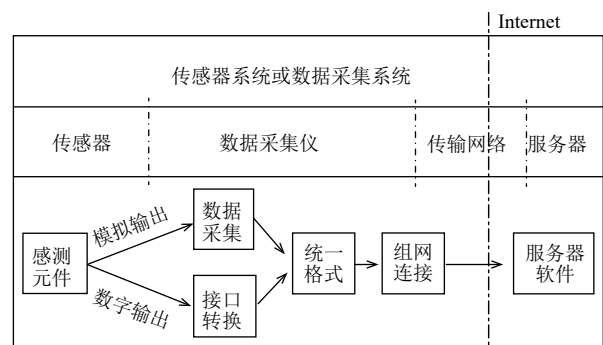 Internet
传感器系统或数据采集系统
传感器
数据采集仪
传输网络
服务器
模拟输出
数据
采集
感测
元件
统一
格式
组网
连接
服务器
软件
数字输出
接口
转换